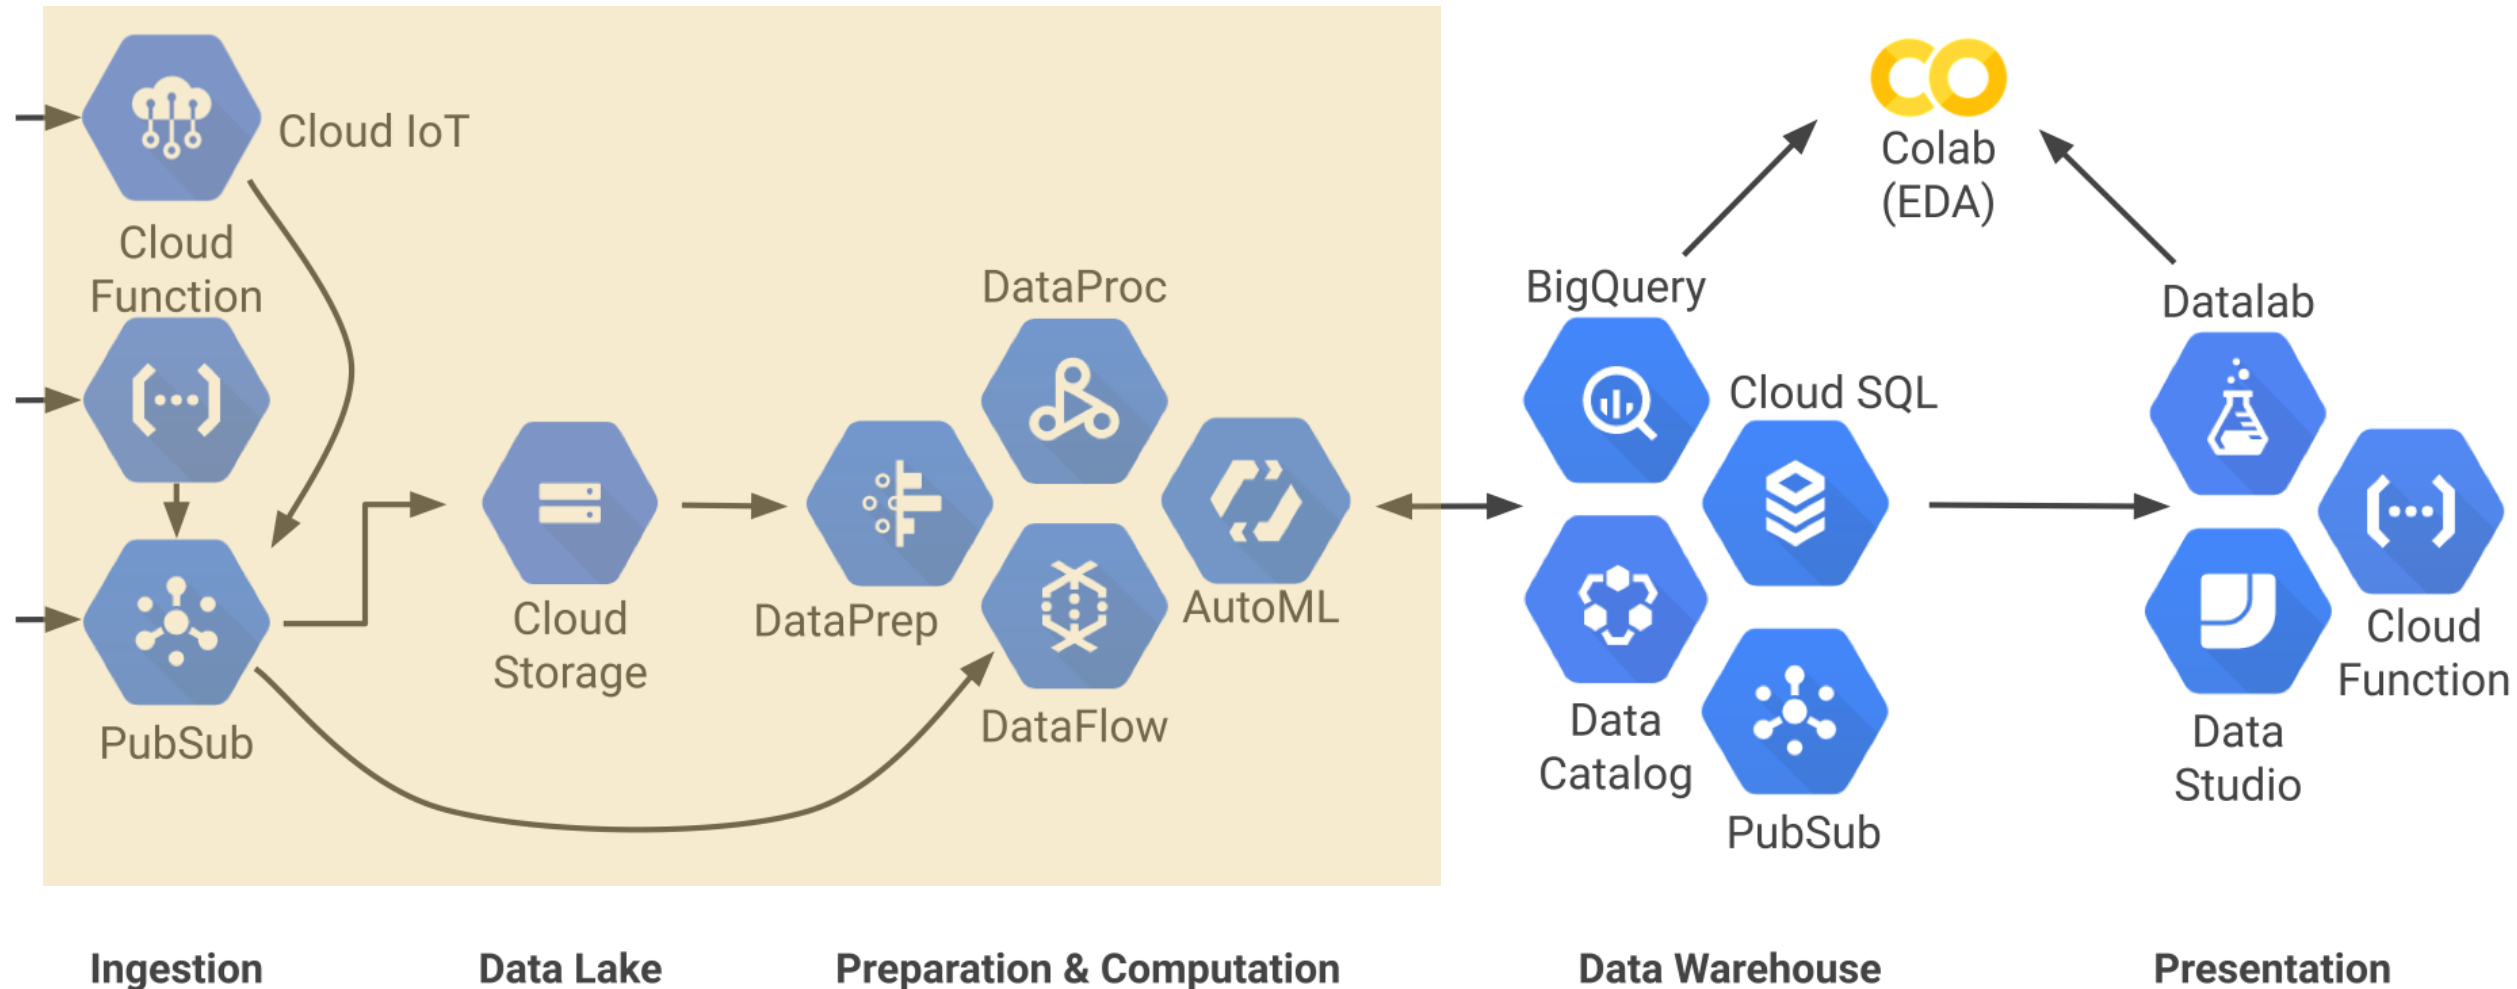 Cloud IoT
Cloud
Function
PubSub
Cloud
Storage
DataProc
DataPrep
AutoML
DataFlow
Colab
(EDA)
BigQuery
Cloud SQL
Data
Catalog
PubSub
Datalab
Cloud
Function
Data
Studio
Ingestion
Data Lake
Preparation & Computation
Data Warehouse
Presentation